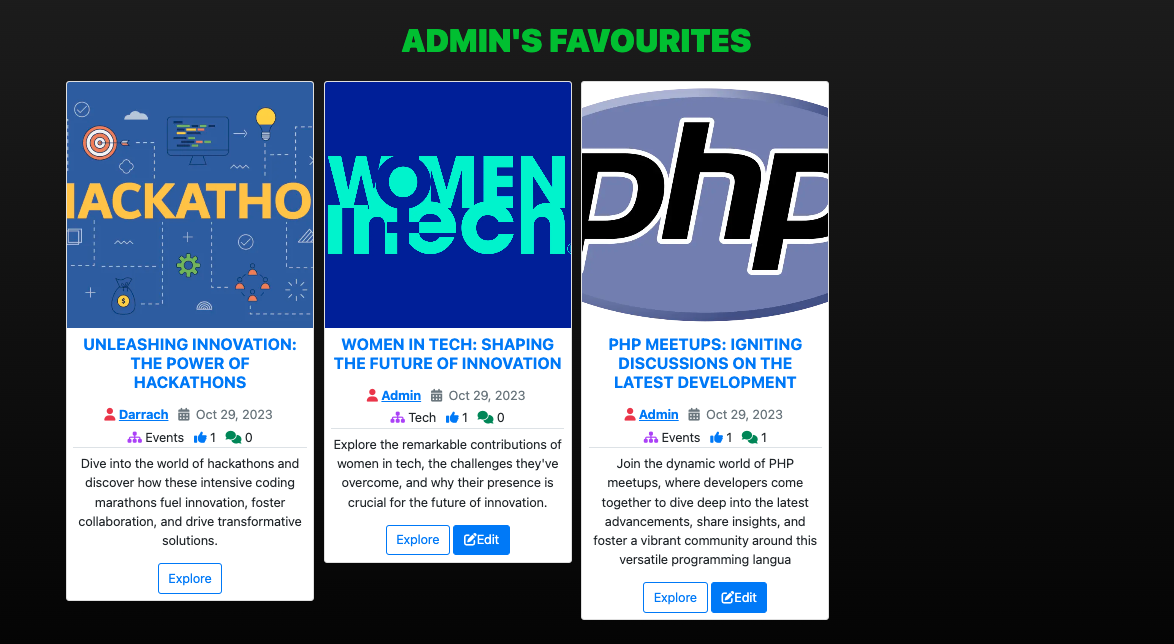 ADMIN'S FAVOURITES
HACKATHO
UNLEASHING INNOVATION:
THE POWER OF
HACKATHONS
Darrach Oct 29, 2023
Events 1 0
Dive into the world of hackathons and
discover how these intensive coding
marathons fuel innovation, foster
collaboration, and drive transformative
solutions.
Explore
WOMEN
in tech
WOMEN IN TECH: SHAPING
THE FUTURE OF INNOVATION
Admin Oct 29, 2023
Tech 1 0
Explore the remarkable contributions of
women in tech, the challenges they've
overcome, and why their presence is
crucial for the future of innovation.
Explore Edit
php
PHP MEETUPS: IGNITING
DISCUSSIONS ON THE
LATEST DEVELOPMENT
Admin Oct 29, 2023
Events 1 1
Join the dynamic world of PHP
meetups, where developers come
together to dive deep into the latest
advancements, share insights, and
foster a vibrant community around this
versatile programming langua
Explore Edit